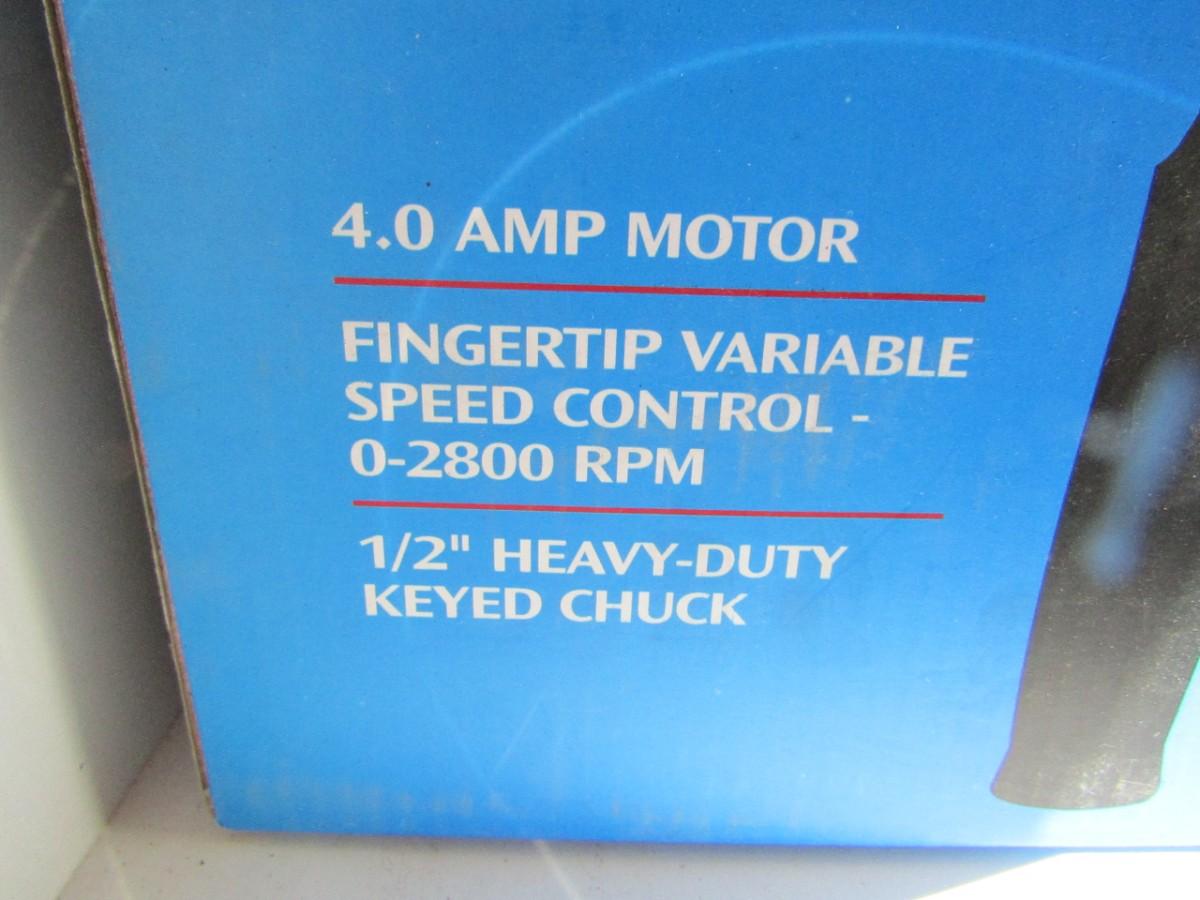 4.0 AMP MOTOR
FINGERTIP VARIABLE
SPEED CONTROL -
0-2800 RPM
1/2" HEAVY-DUTY
KEYED CHUCK